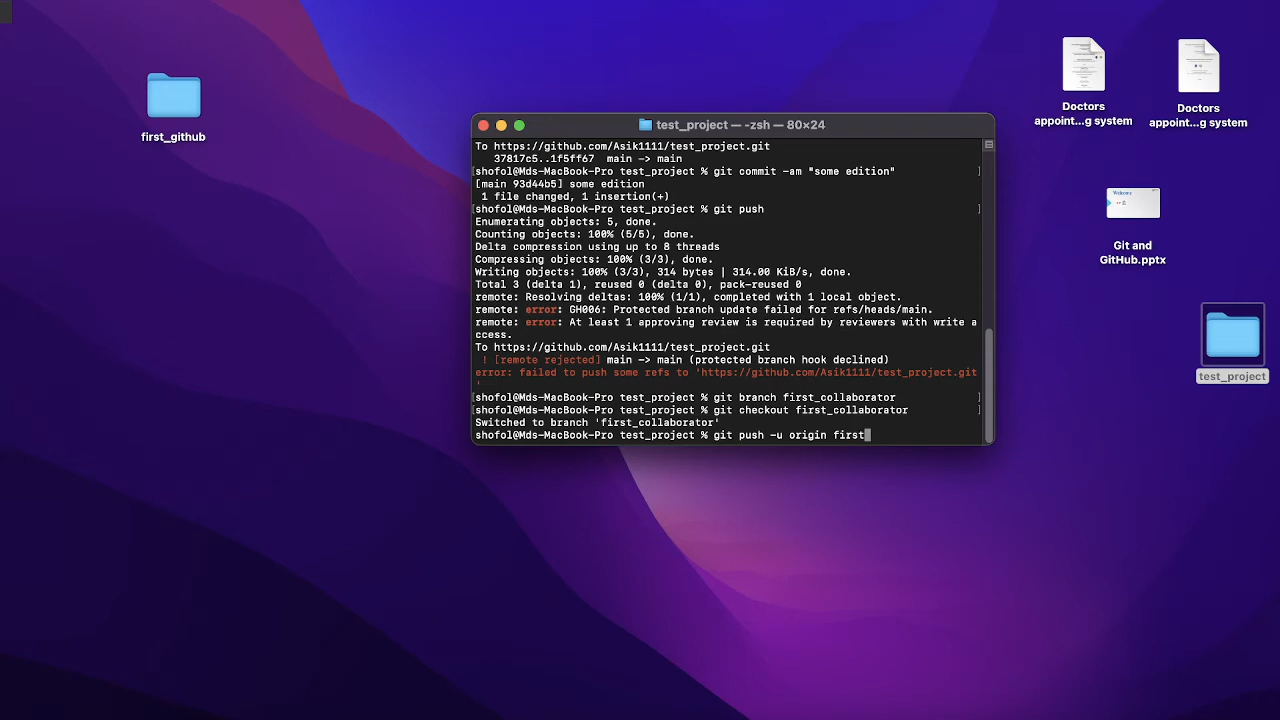 first_github
Doctors
appoint...g system
Doctors
appoint...g system
Git and
GitHub.pptx
test_project
test_project — -zsh — 80×24
To https://github.com/Asik1111/test_project.git
37817c5..1f5ff67  main -> main
[shofol@Mds-MacBook-Pro test_project % git commit -am "some edition" ]
[main 93d44b5] some edition
1 file changed, 1 insertion(+)
[shofol@Mds-MacBook-Pro test_project % git push ]
Enumerating objects: 5, done.
Counting objects: 100% (5/5), done.
Delta compression using up to 8 threads
Compressing objects: 100% (3/3), done.
Writing objects: 100% (3/3), 314 bytes | 314.00 KiB/s, done.
Total 3 (delta 1), reused 0 (delta 0), pack-reused 0
remote: Resolving deltas: 100% (1/1), completed with 1 local object.
remote: error: GH006: Protected branch update failed for refs/heads/main.
remote: error: At least 1 approving review is required by reviewers with write a
ccess.
To https://github.com/Asik1111/test_project.git
! [remote rejected] main -> main (protected branch hook declined)
error: failed to push some refs to 'https://github.com/Asik1111/test_project.git
'
[shofol@Mds-MacBook-Pro test_project % git branch first_collaborator ]
[shofol@Mds-MacBook-Pro test_project % git checkout first_collaborator ]
Switched to branch 'first_collaborator'
shofol@Mds-MacBook-Pro test_project % git push -u origin first